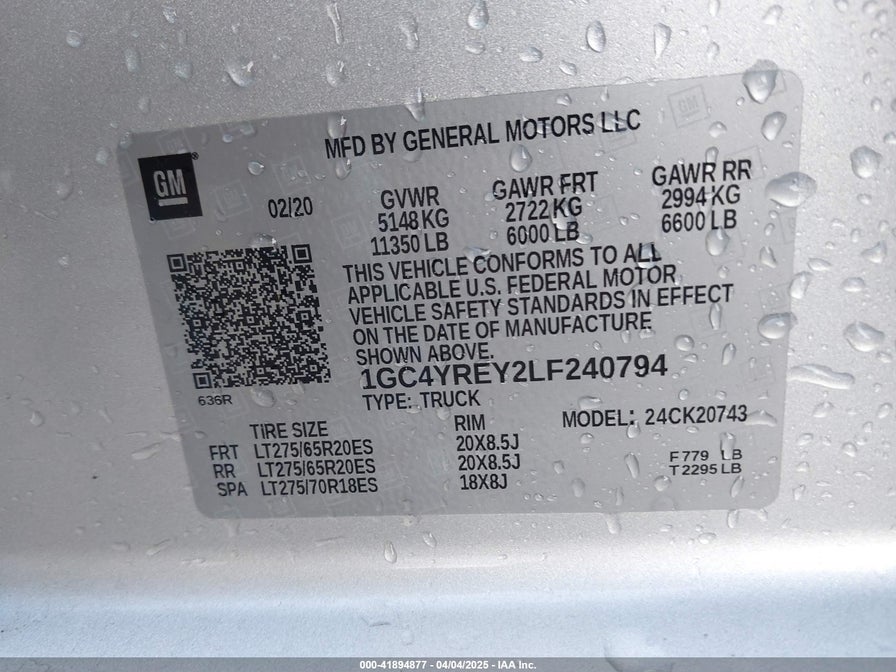 MFD BY GENERAL MOTORS LLC
GM
®
02/20
GVWR
5148 KG
11350 LB
GAWR FRT
2722 KG
6000 LB
GAWR RR
2994 KG
6600 LB
THIS VEHICLE CONFORMS TO ALL
APPLICABLE U.S. FEDERAL MOTOR
VEHICLE SAFETY STANDARDS IN EFFECT
ON THE DATE OF MANUFACTURE
SHOWN ABOVE.
1GC4YREY2LF240794
636R
TYPE: TRUCK
MODEL: 24CK20743
TIRE SIZE RIM
FRT LT275/65R20ES 20X8.5J
RR LT275/65R20ES 20X8.5J
SPA LT275/70R18ES 18X8J
F 779 LB
T 2295 LB
000-41894877 - 04/04/2025 - IAA Inc.